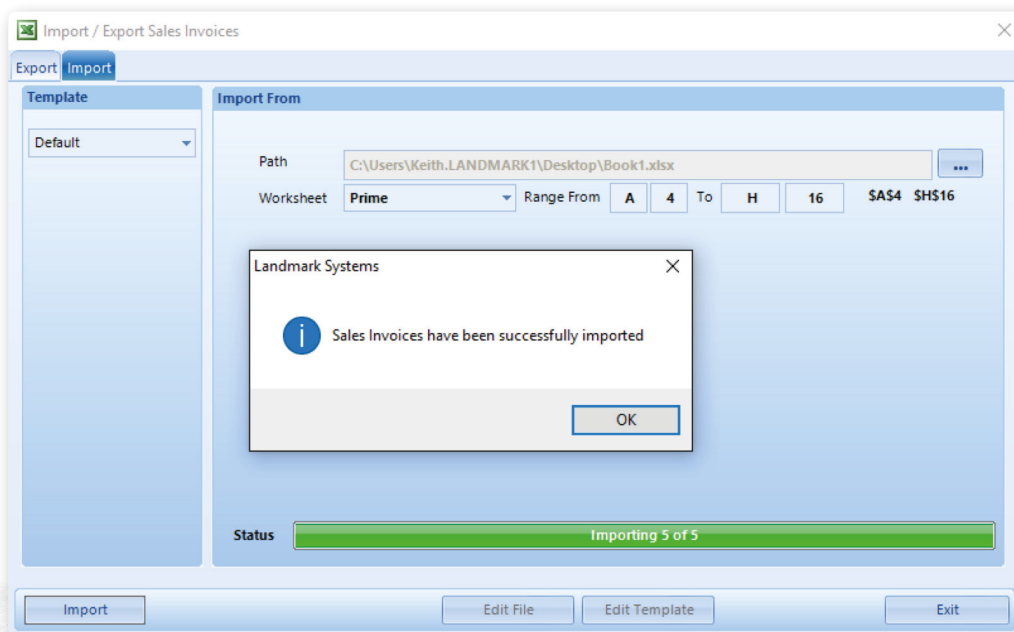 Import / Export Sales Invoices
Export Import
Template
Default
Import From
Path C:\Users\Keith.LANDMARK1\Desktop\Book1.xlsx ...
Worksheet Prime Range From A 4 To H 16 $A$4 $H$16
Landmark Systems
Sales Invoices have been successfully imported
OK
Status Importing 5 of 5
Import Edit File Edit Template Exit